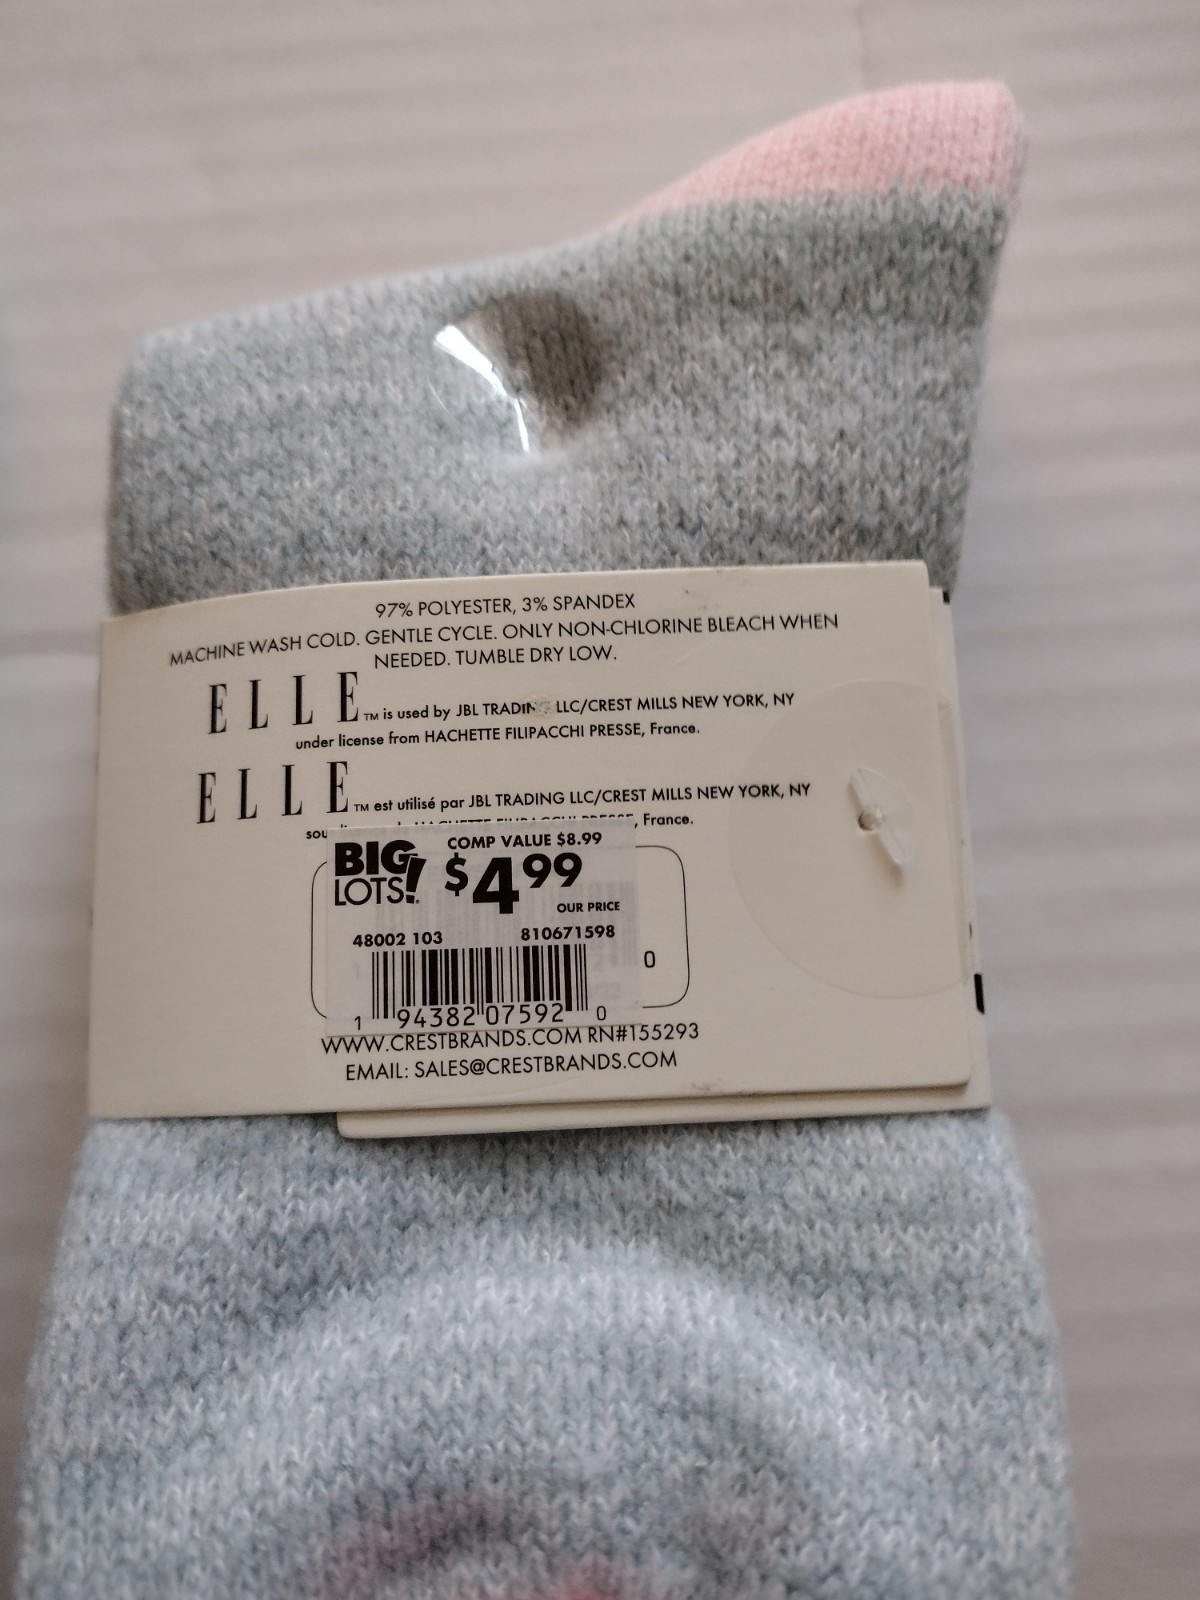 97% POLYESTER, 3% SPANDEX
MACHINE WASH COLD. GENTLE CYCLE. ONLY NON-CHLORINE BLEACH WHEN
NEEDED. TUMBLE DRY LOW.
ELLE TM is used by JBL TRADING LLC/CREST MILLS NEW YORK, NY
under license from HACHETTE FILIPACCHI PRESSE, France.
ELLE TM est utilisé par JBL TRADING LLC/CREST MILLS NEW YORK, NY
HACHETTE FILIPACCHI PRESSE, France.
BIG LOTS!
COMP VALUE $8.99
$4.99
OUR PRICE
48002 103 810671598
0
1 94382 07592 0
WWW.CRESTBRANDS.COM RN#155293
EMAIL: SALES@CRESTBRANDS.COM